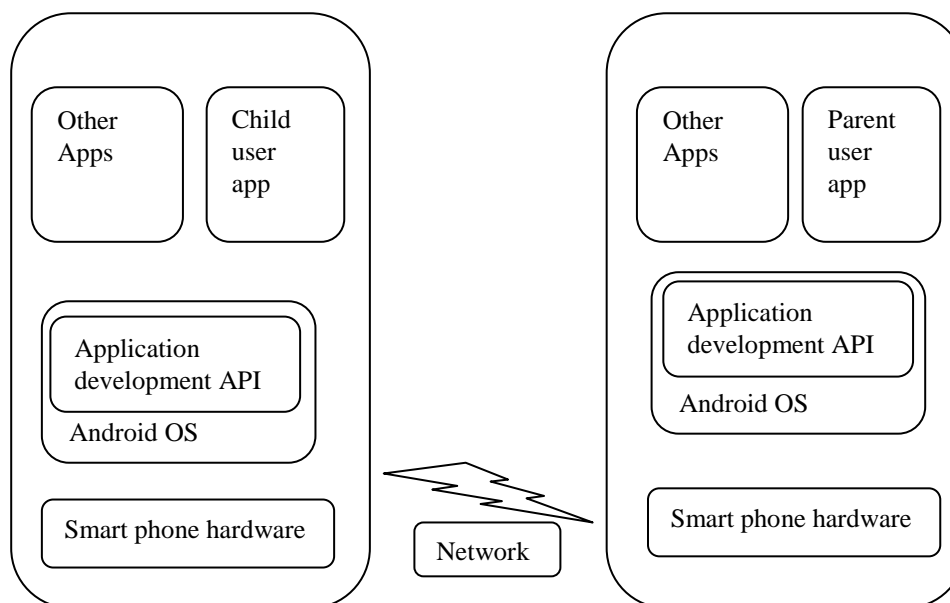 Other
Apps
Child
user
app
Application
development API
Android OS
Smart phone hardware
Network
Other
Apps
Parent
user
app
Application
development API
Android OS
Smart phone hardware